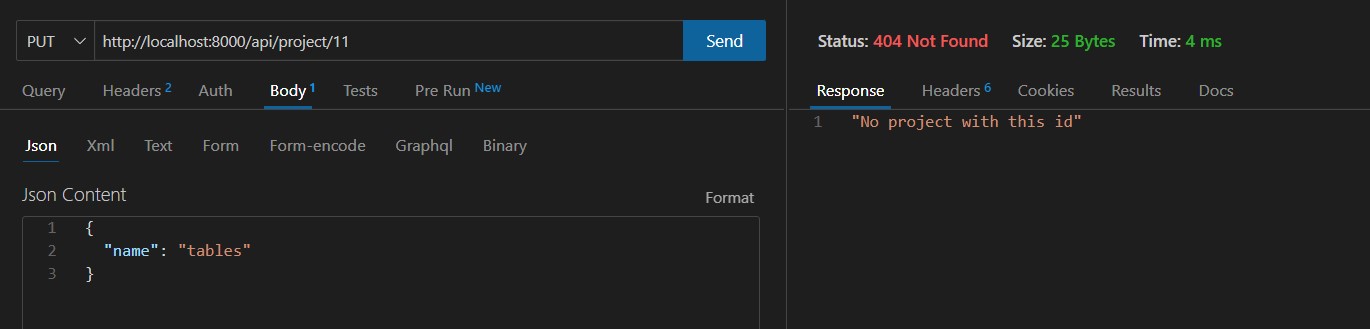 PUT http://localhost:8000/api/project/11 Send
Query Headers 2 Auth Body 1 Tests Pre Run New
Json Xml Text Form Form-encode Graphql Binary
Json Content
Format
1 {
2 "name": "tables"
3 }
Status: 404 Not Found Size: 25 Bytes Time: 4 ms
Response Headers 6 Cookies Results Docs
1 "No project with this id"